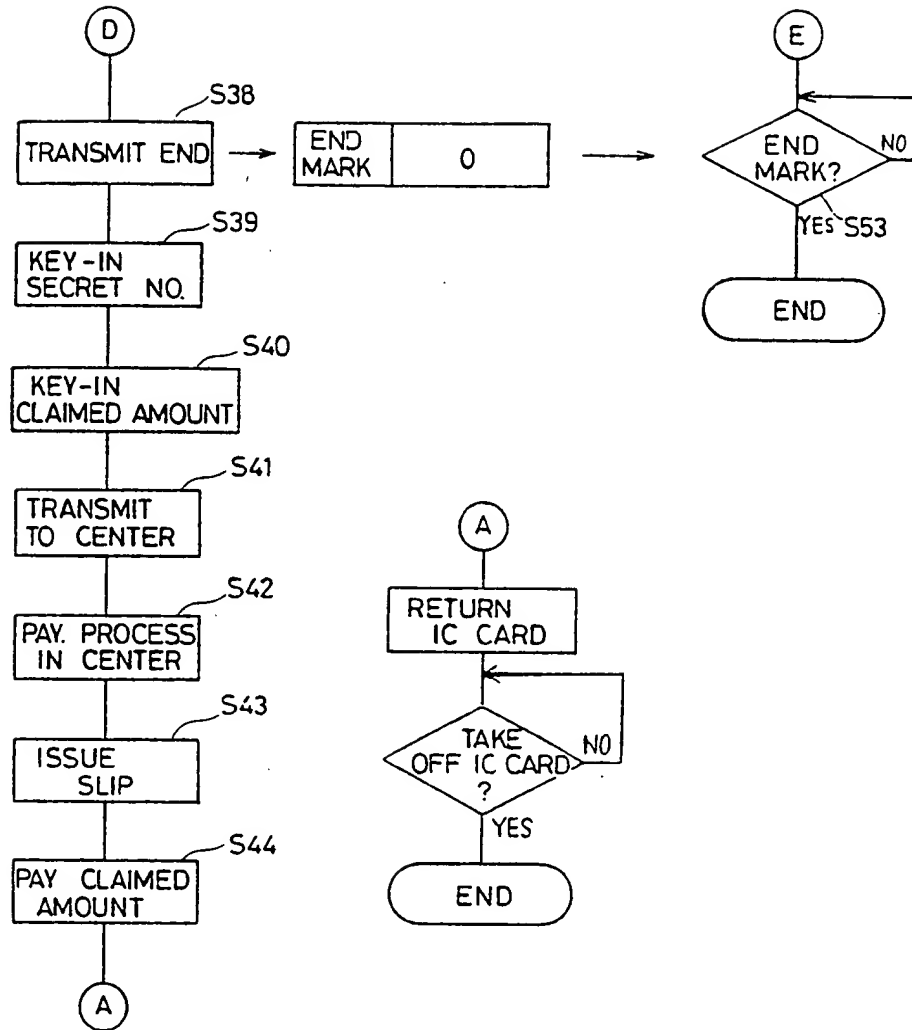 D
S38
TRANSMIT END
END
MARK
0
S39
KEY-IN
SECRET NO.
S40
KEY-IN
CLAIMED AMOUNT
S41
TRANSMIT
TO CENTER
S42
PAY. PROCESS
IN CENTER
S43
ISSUE
SLIP
S44
PAY CLAIMED
AMOUNT
A
E
END
MARK?
NO
YES S53
END
A
RETURN
IC CARD
TAKE
OFF IC CARD
?
NO
YES
END